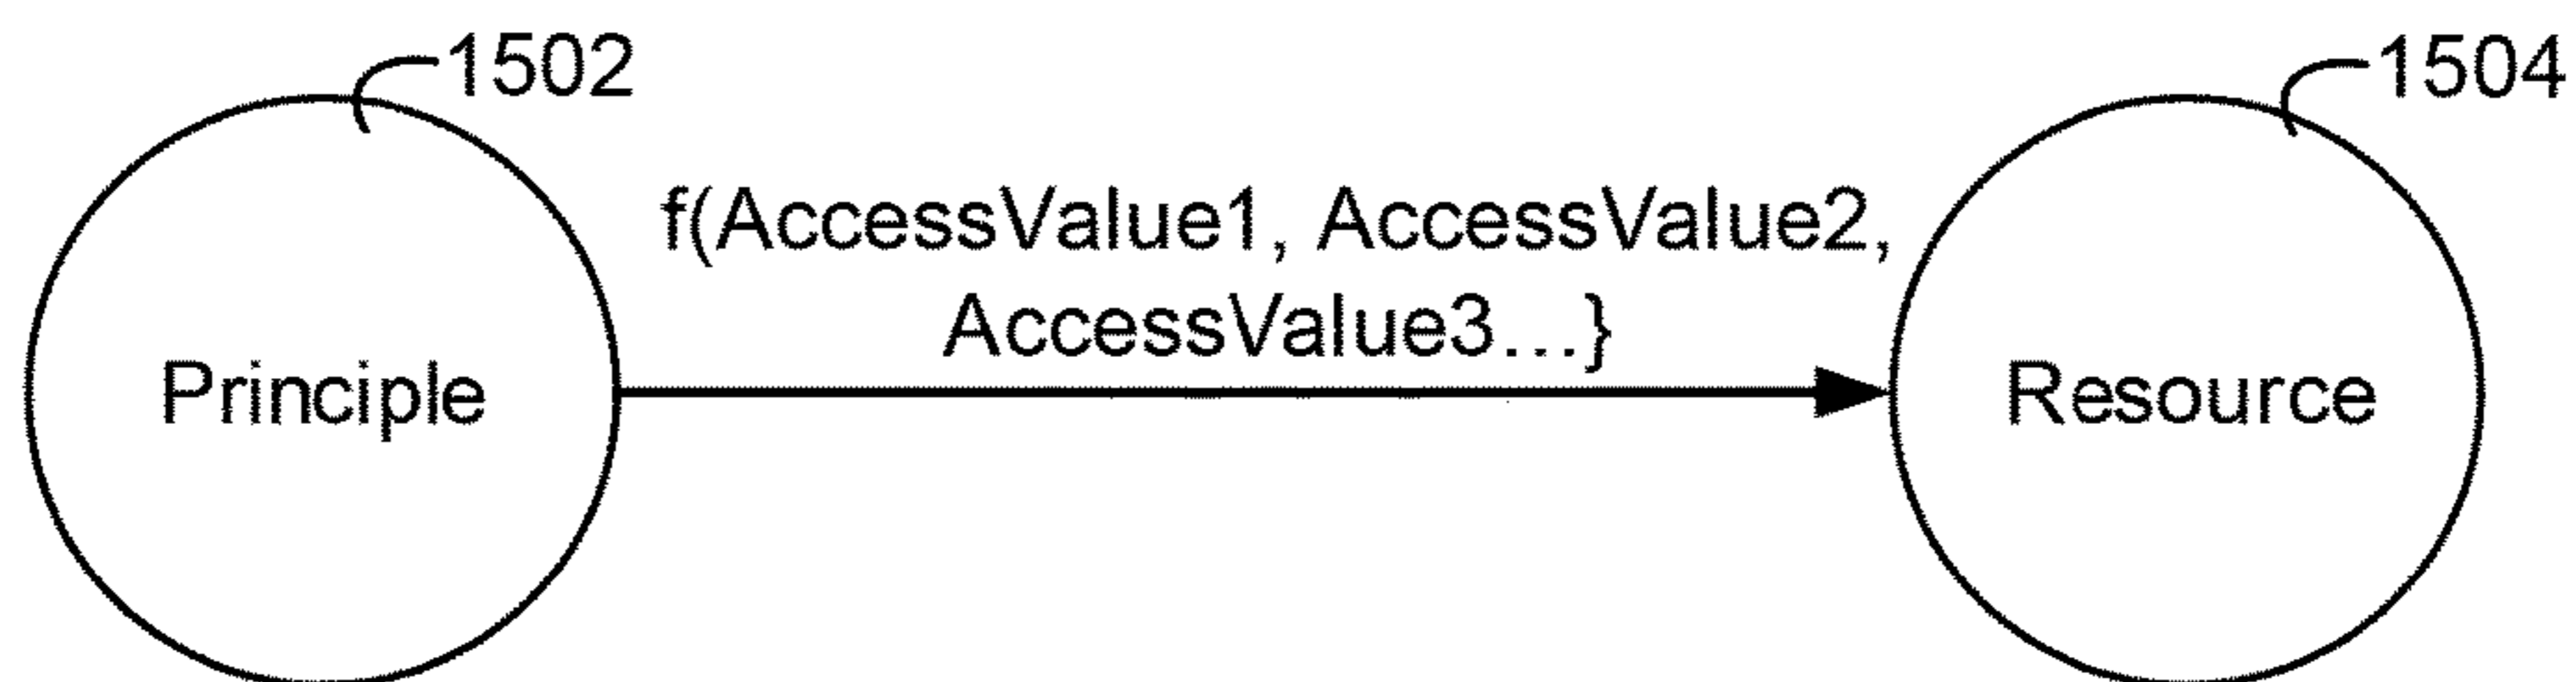 1502
1504
f(AccessValue1, AccessValue2,
AccessValue3...}
Principle
Resource